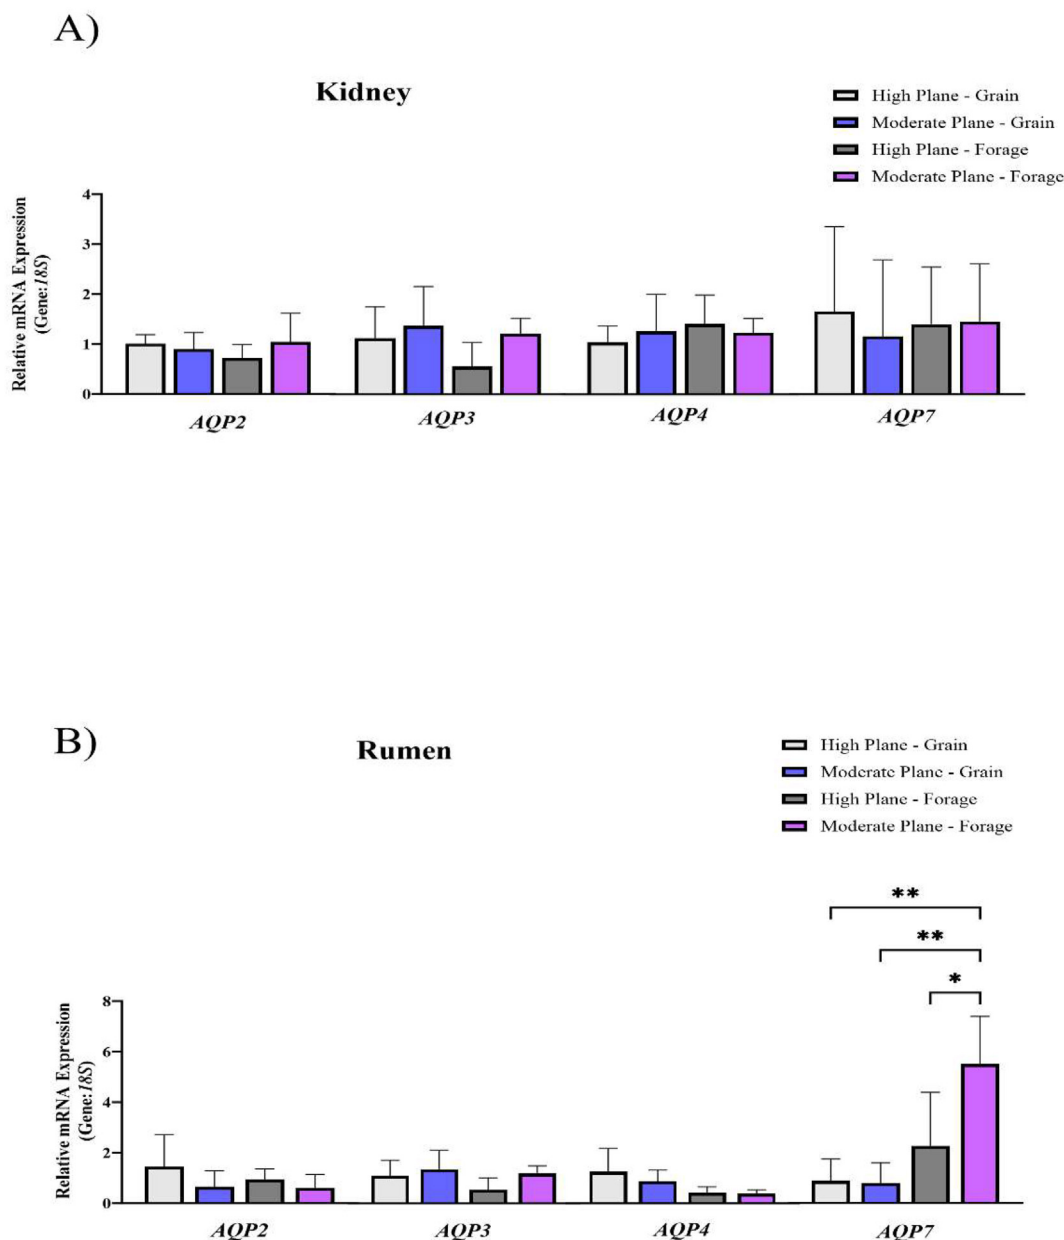 A)
Kidney
High Plane - Grain
Moderate Plane - Grain
High Plane - Forage
Moderate Plane - Forage
Relative mRNA Expression
(Gene:18S)
4
3
2
1
0
AQP2
AQP3
AQP4
AQP7
B)
Rumen
High Plane - Grain
Moderate Plane - Grain
High Plane - Forage
Moderate Plane - Forage
**
**
*
Relative mRNA Expression
(Gene:18S)
8
6
4
2
0
AQP2
AQP3
AQP4
AQP7